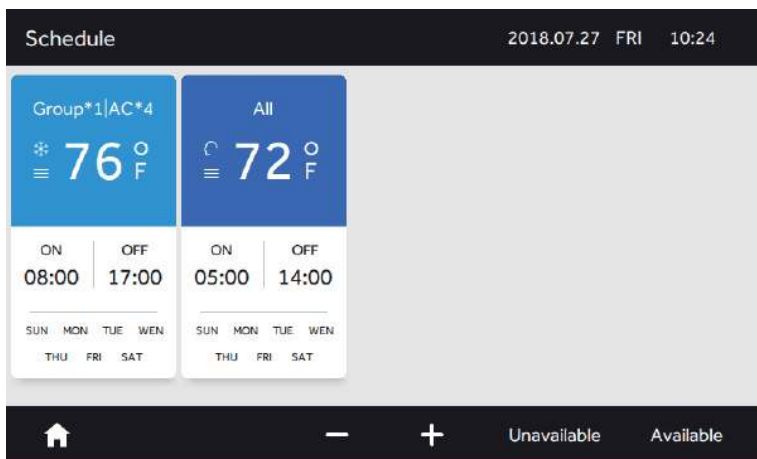 Schedule 2018.07.27 FRI 10:24
Group*1|AC*4
76°F
ON OFF
08:00 17:00
SUN MON TUE WEN
THU FRI SAT
All
72°F
ON OFF
05:00 14:00
SUN MON TUE WEN
THU FRI SAT
− + Unavailable Available